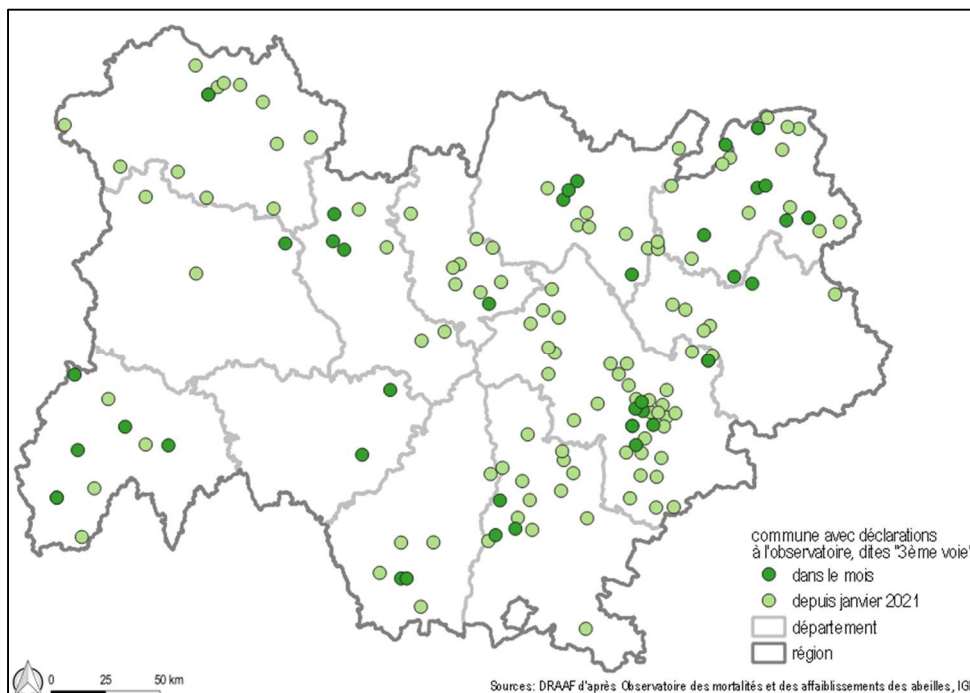 commune avec déclarations
à l'observatoire, dites "3ème voie"
dans le mois
depuis janvier 2021
département
région
0 25 50 km
Sources: DRAAF d'après Observatoire des mortalités et des affaiblissements des abeilles, IG